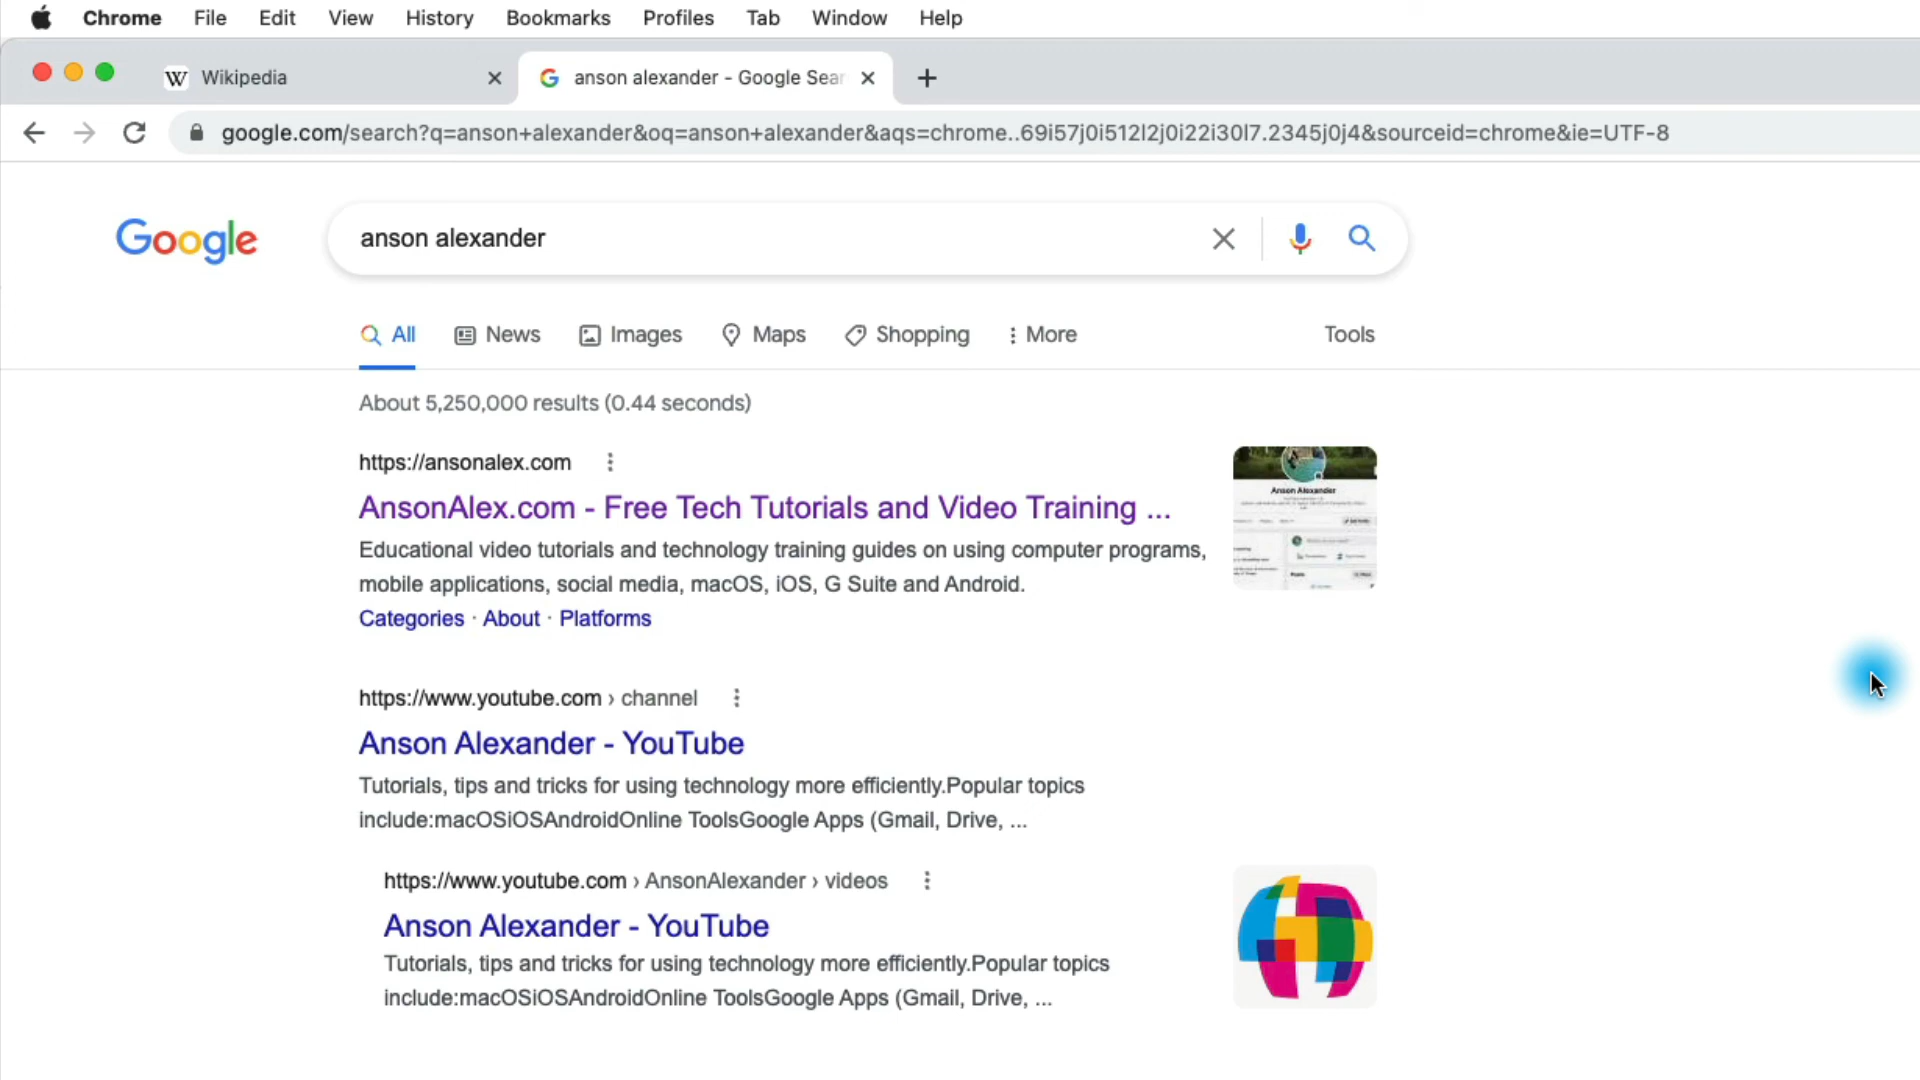 Chrome File Edit View History Bookmarks Profiles Tab Window Help
W Wikipedia anson alexander - Google Sear
google.com/search?q=anson+alexander&oq=anson+alexander&aqs=chrome..69i57j0i512l2j0i22i30l7.2345j0j4&sourceid=chrome&ie=UTF-8
Google anson alexander
All News Images Maps Shopping More Tools
About 5,250,000 results (0.44 seconds)
https://ansonalex.com
AnsonAlex.com - Free Tech Tutorials and Video Training ...
Educational video tutorials and technology training guides on using computer programs,
mobile applications, social media, macOS, iOS, G Suite and Android.
Categories · About · Platforms
Anson Alexander
https://www.youtube.com › channel
Anson Alexander - YouTube
Tutorials, tips and tricks for using technology more efficiently.Popular topics
include:macOSiOSAndroidOnline ToolsGoogle Apps (Gmail, Drive, ...
https://www.youtube.com › AnsonAlexander › videos
Anson Alexander - YouTube
Tutorials, tips and tricks for using technology more efficiently.Popular topics
include:macOSiOSAndroidOnline ToolsGoogle Apps (Gmail, Drive, ...